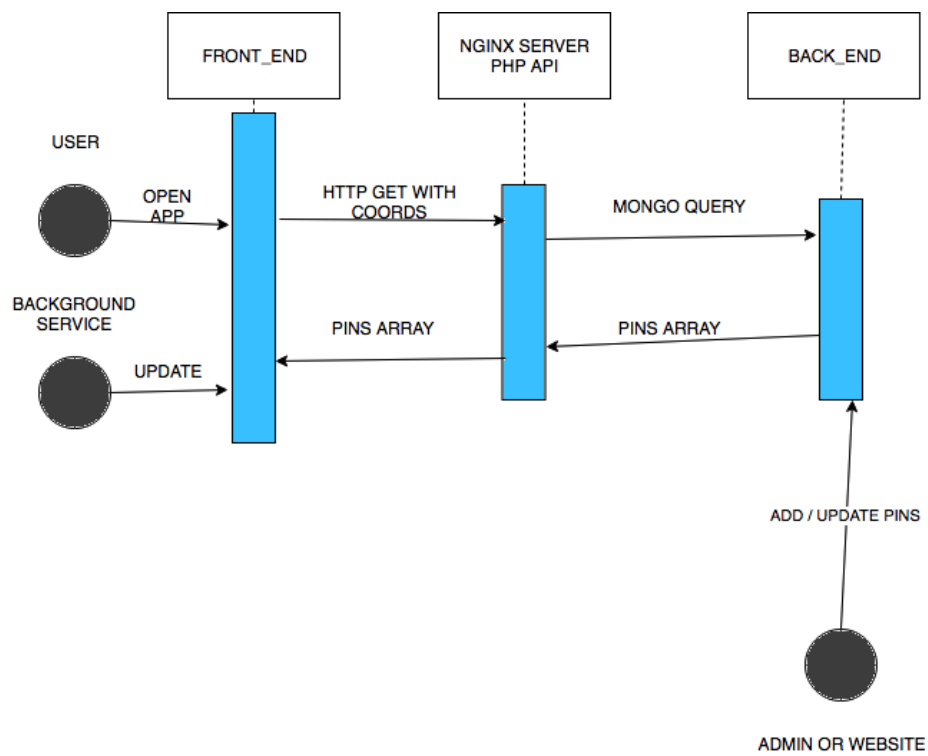 FRONT_END
NGINX SERVER
PHP API
BACK_END
USER
OPEN
APP
HTTP GET WITH
COORDS
MONGO QUERY
BACKGROUND
SERVICE
PINS ARRAY
PINS ARRAY
UPDATE
ADD / UPDATE PINS
ADMIN OR WEBSITE